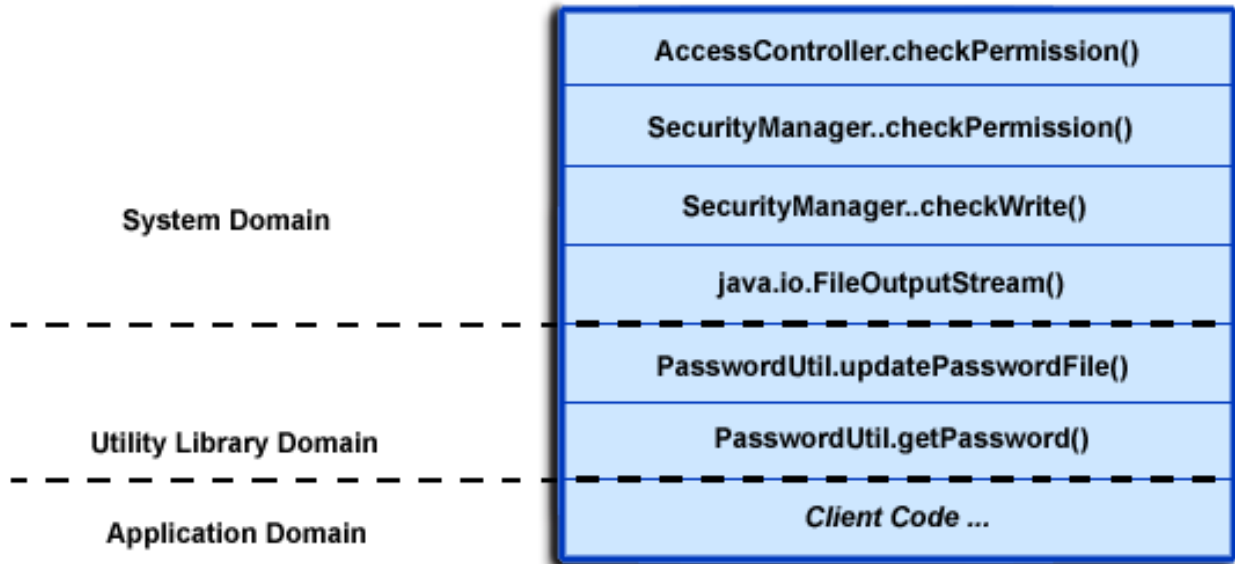 AccessController.checkPermission()
SecurityManager..checkPermission()
SecurityManager..checkWrite()
System Domain
java.io.FileOutputStream()
PasswordUtil.updatePasswordFile()
Utility Library Domain
PasswordUtil.getPassword()
Application Domain
Client Code ...